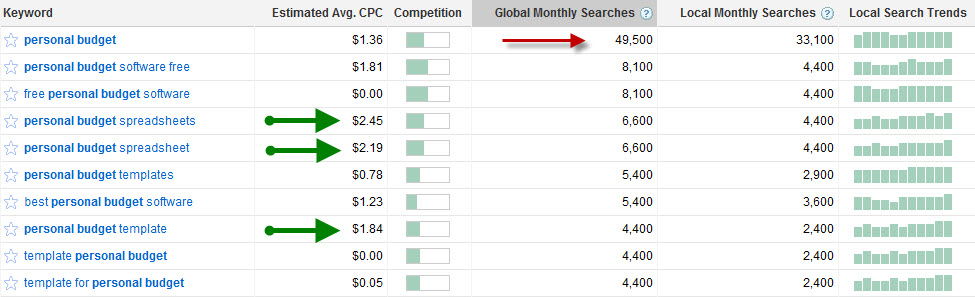 Keyword Estimated Avg. CPC Competition Global Monthly Searches ? Local Monthly Searches ? Local Search Trends
personal budget $1.36 49,500 33,100
personal budget software free $1.81 8,100 4,400
free personal budget software $0.00 8,100 4,400
personal budget spreadsheets $2.45 6,600 4,400
personal budget spreadsheet $2.19 6,600 4,400
personal budget templates $0.78 5,400 2,900
best personal budget software $1.23 5,400 3,600
personal budget template $1.84 4,400 2,400
template personal budget $0.00 4,400 2,400
template for personal budget $0.05 4,400 2,400